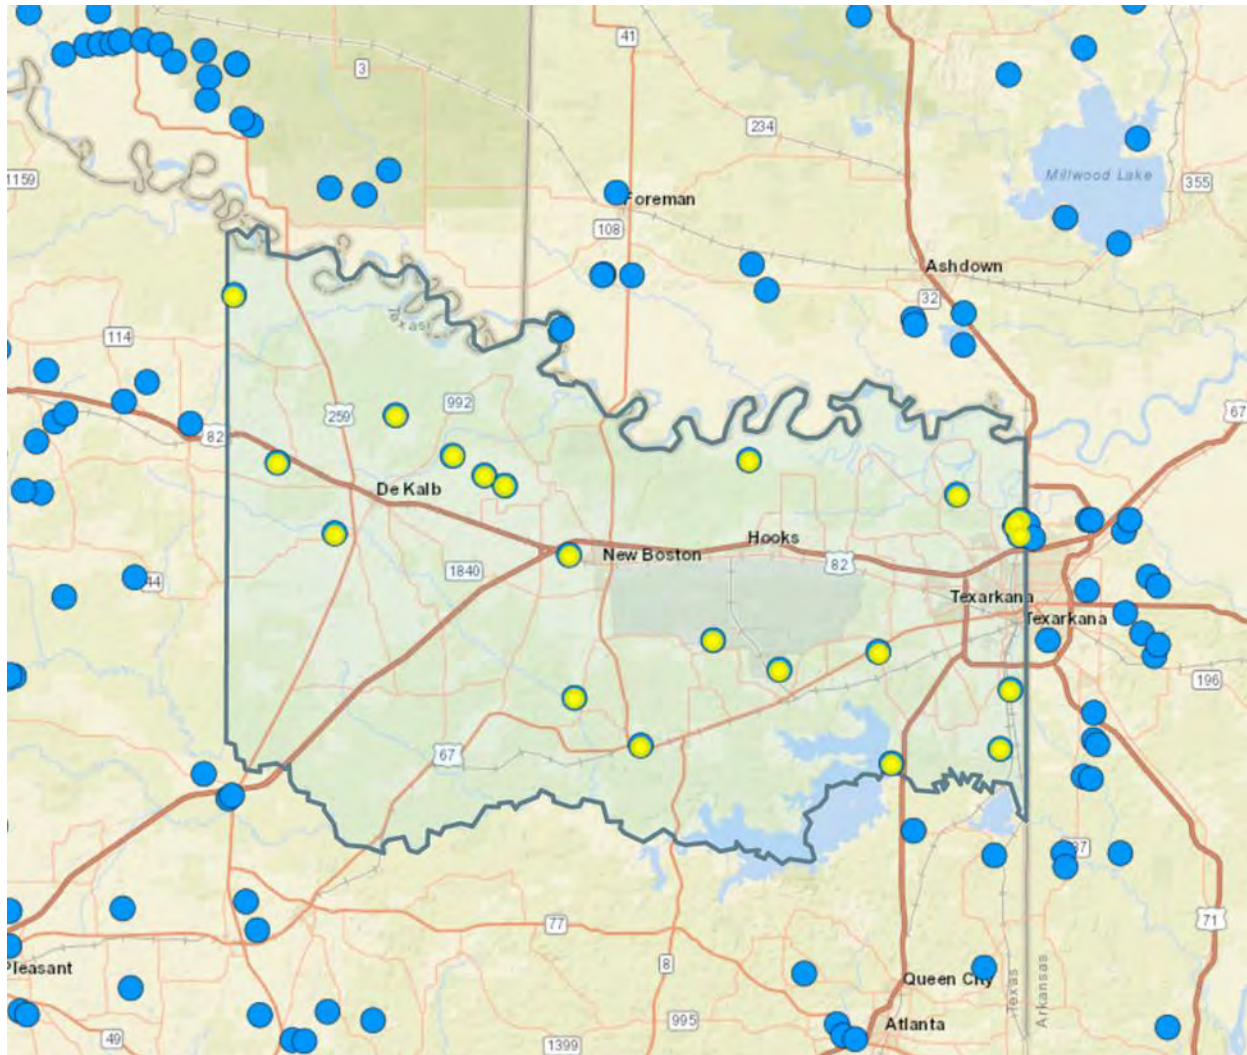 41
3
234
Millwood Lake
1159
355
Foreman
108
Ashdown
32
Texas
114
259
992
67
82
De Kalb
Hooks
New Boston
82
1840
44
Texarkana
Texarkana
196
67
37
77
71
Pleasant
8
Queen City
Texas
Arkansas
995
Atlanta
49
1399